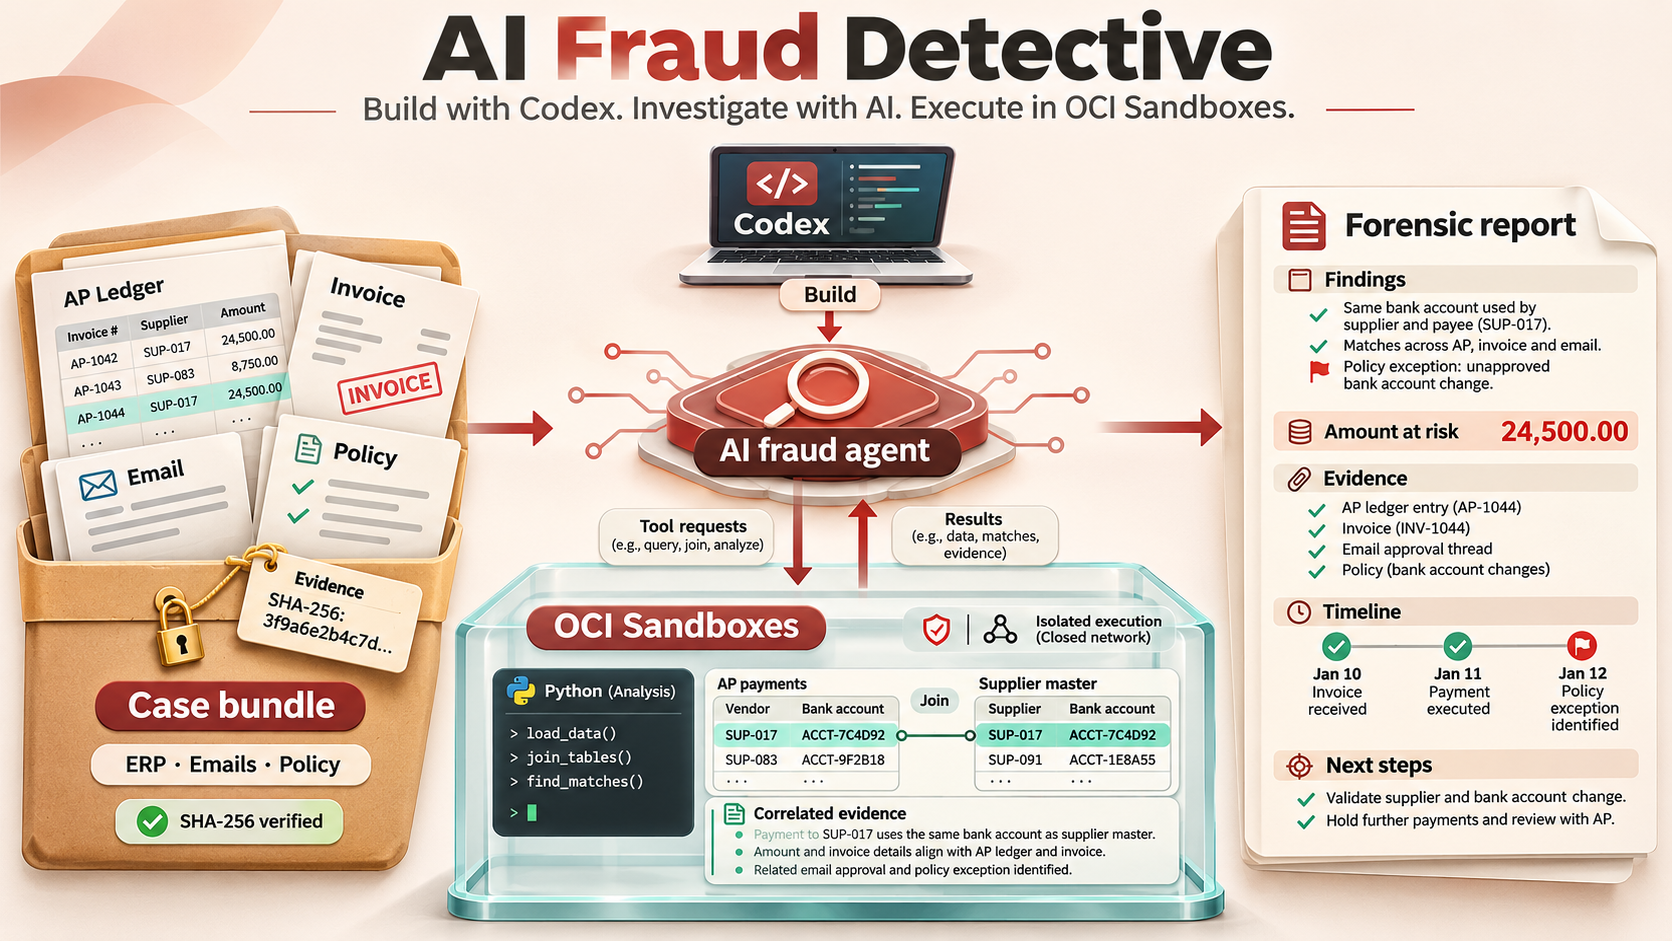 AI Fraud Detective
Build with Codex. Investigate with AI. Execute in OCI Sandboxes.
AP Ledger
Invoice # Supplier Amount
AP-1042 SUP-017 24,500.00
AP-1043 SUP-083 8,750.00
AP-1044 SUP-017 24,500.00
. . . . . .
Invoice
INVOICE
Email
Policy
Evidence
SHA-256:
3f9a6e2b4c7d...
Case bundle
ERP · Emails · Policy
SHA-256 verified
</>
Codex
Build
AI fraud agent
Tool requests
(e.g., query, join, analyze)
Results
(e.g., data, matches,
evidence)
OCI Sandboxes
Isolated execution
(Closed network)
Python (Analysis)
> load_data()
> join_tables()
> find_matches()
>
AP payments
Vendor Bank account
SUP-017 ACCT-7C4D92
SUP-083 ACCT-9F2B18
. . . . . .
Join
Supplier master
Supplier Bank account
SUP-017 ACCT-7C4D92
SUP-091 ACCT-1E8A55
. . . . . .
Correlated evidence
Payment to SUP-017 uses the same bank account as supplier master.
Amount and invoice details align with AP ledger and invoice.
Related email approval and policy exception identified.
Forensic report
Findings
Same bank account used by
supplier and payee (SUP-017).
Matches across AP, invoice and email.
Policy exception: unapproved
bank account change.
Amount at risk 24,500.00
Evidence
AP ledger entry (AP-1044)
Invoice (INV-1044)
Email approval thread
Policy (bank account changes)
Timeline
Jan 10
Invoice
received
Jan 11
Payment
executed
Jan 12
Policy
exception
identified
Next steps
Validate supplier and bank account change.
Hold further payments and review with AP.